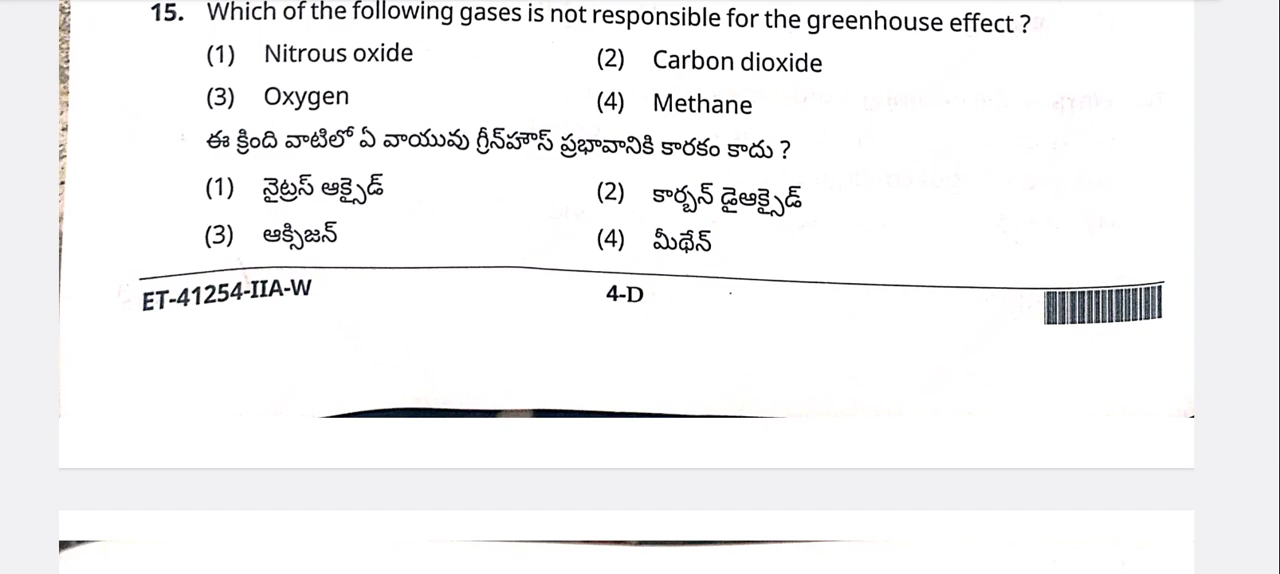 15. Which of the following gases is not responsible for the greenhouse effect ?
(1) Nitrous oxide (2) Carbon dioxide
(3) Oxygen (4) Methane
ఈ క్రింది వాటిలో ఏ వాయువు గ్రీన్‌హౌస్ ప్రభావానికి కారకం కాదు ?
(1) నైట్రస్ ఆక్సైడ్ (2) కార్బన్ డైఆక్సైడ్
(3) ఆక్సిజన్ (4) మీథేన్
ET-41254-IIA-W 4-D